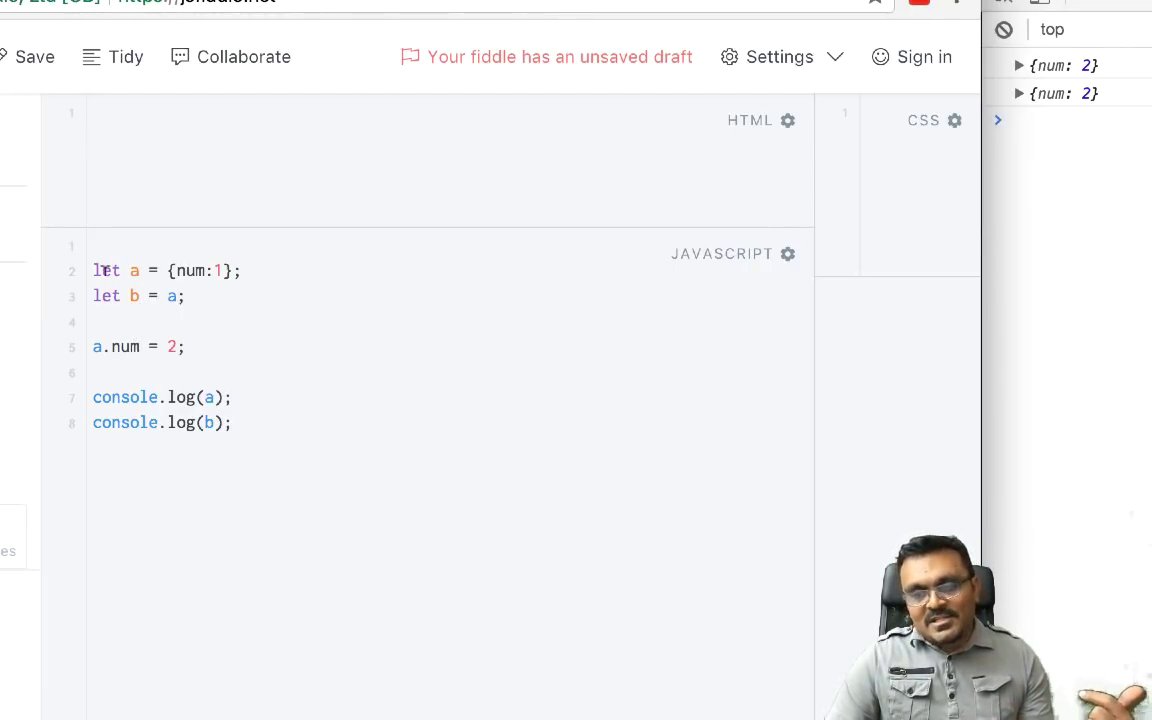 top
Save
Tidy
Collaborate
Your fiddle has an unsaved draft
Settings
Sign in
{num: 2}
{num: 2}
>
1
HTML
1
CSS
JAVASCRIPT
1
2 let a = {num:1};
3 let b = a;
4
5 a.num = 2;
6
7 console.log(a);
8 console.log(b);
es